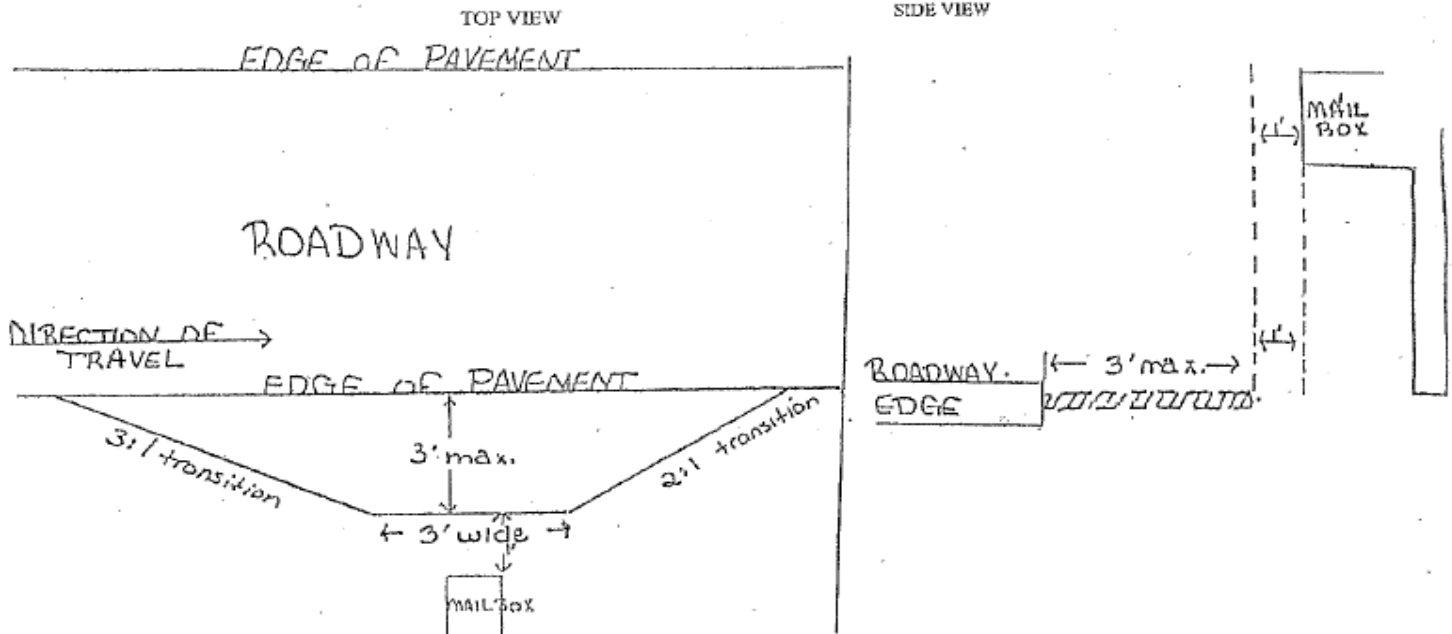 TOP VIEW
SIDE VIEW
EDGE OF PAVEMENT
ROADWAY
DIRECTION OF
TRAVEL
EDGE OF PAVEMENT
3:1 transition
3' max.
2:1 transition
3' wide
1'
MAILBOX
1'
MAIL
BOX
1'
ROADWAY.
EDGE
3' max.